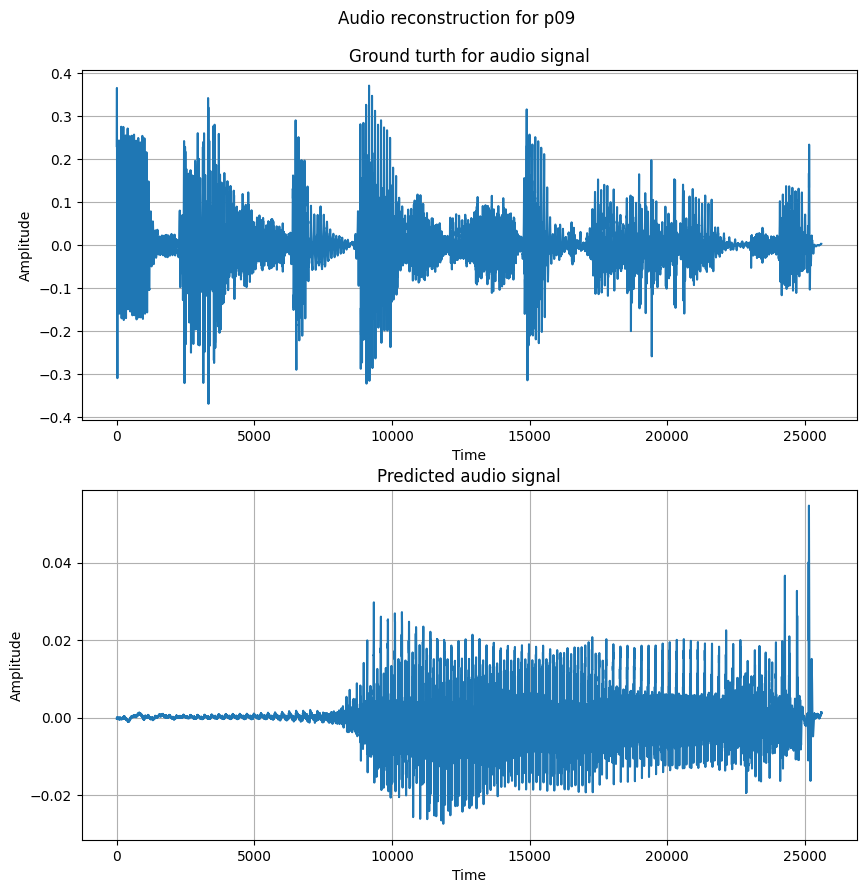 Audio reconstruction for p09
Ground turth for audio signal
0.4
0.3
0.2
0.1
0.0
−0.1
−0.2
−0.3
−0.4
Amplitude
0 5000 10000 15000 20000 25000
Time
Predicted audio signal
0.04
0.02
0.00
−0.02
Amplitude
0 5000 10000 15000 20000 25000
Time